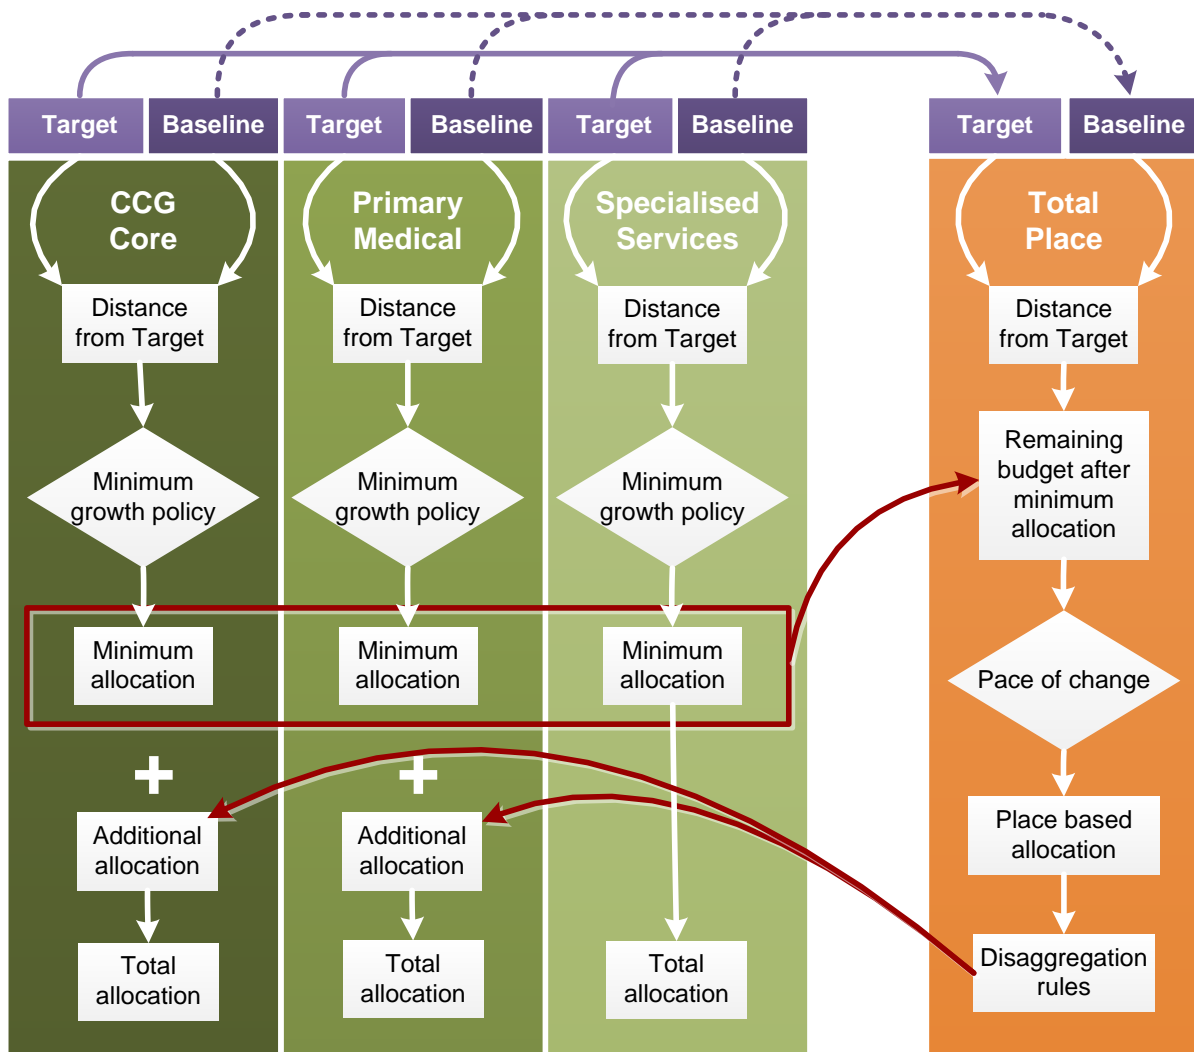 Target
Baseline
Target
Baseline
Target
Baseline
Target
Baseline
CCG
Core
Distance
from Target
Minimum
growth policy
Minimum
allocation
+
Additional
allocation
Total
allocation
Primary
Medical
Distance
from Target
Minimum
growth policy
Minimum
allocation
+
Additional
allocation
Total
allocation
Specialised
Services
Distance
from Target
Minimum
growth policy
Minimum
allocation
Total
allocation
Total
Place
Distance
from Target
Remaining
budget after
minimum
allocation
Pace of change
Place based
allocation
Disaggregation
rules